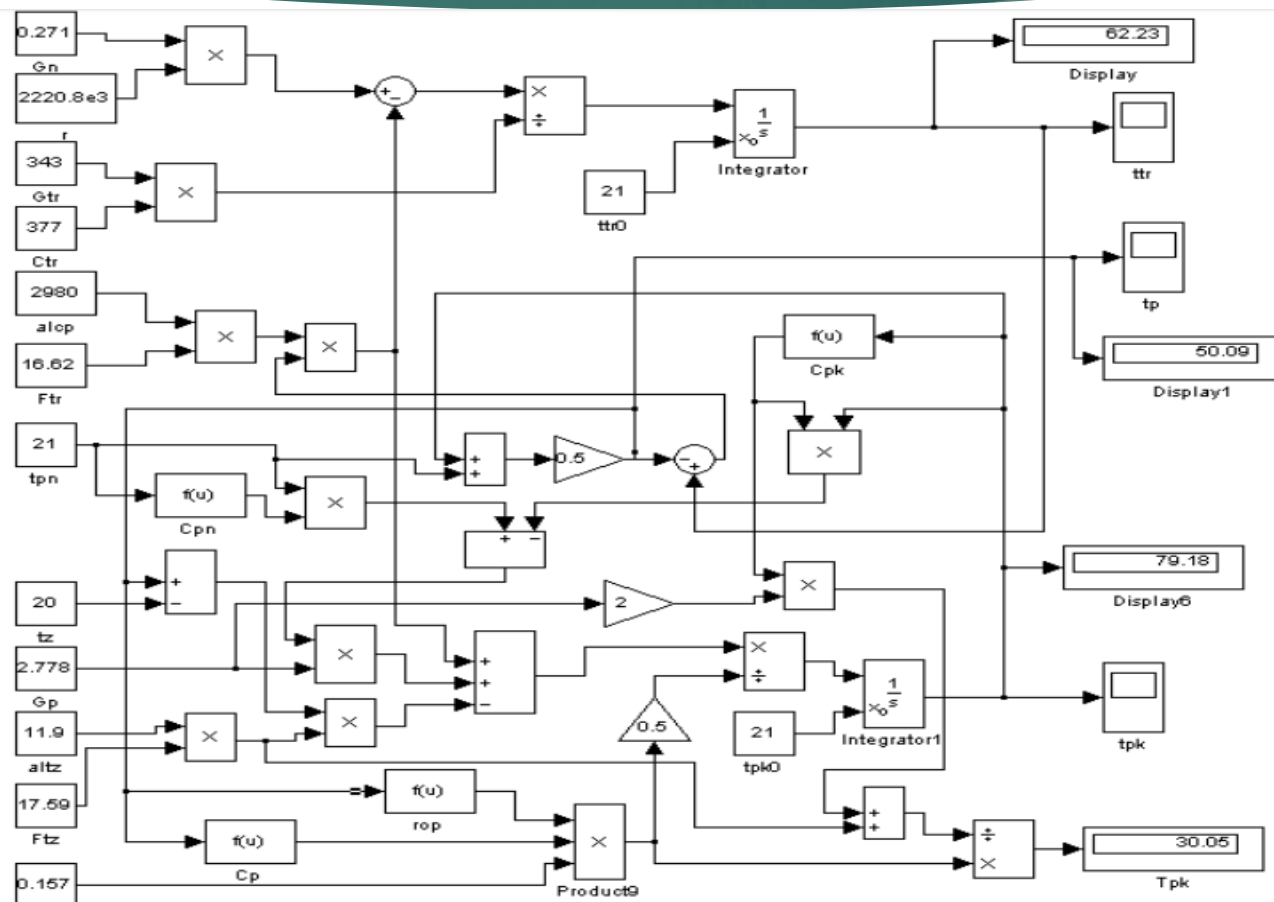 0.271
Gn
2220.8e3
r
343
Gtr
377
Ctr
2980
alcp
16.62
Ftr
21
tpn
20
tz
2.778
Gp
11.9
altz
17.59
Ftz
0.157
×
×
×
×
+
−
×
÷
1
s
xo
Integrator
21
ttr0
62.23
Display
ttr
tp
50.09
Display1
f(u)
Cpk
×
+
+
0.5
−
+
f(u)
Cpn
×
+ −
+
−
2
×
79.18
Display6
×
+
+
−
×
÷
×
×
0.5
21
tpk0
1
s
xo
Integrator1
tpk
f(u)
rop
f(u)
Cp
×
Product9
+
+
÷
×
30.05
Tpk